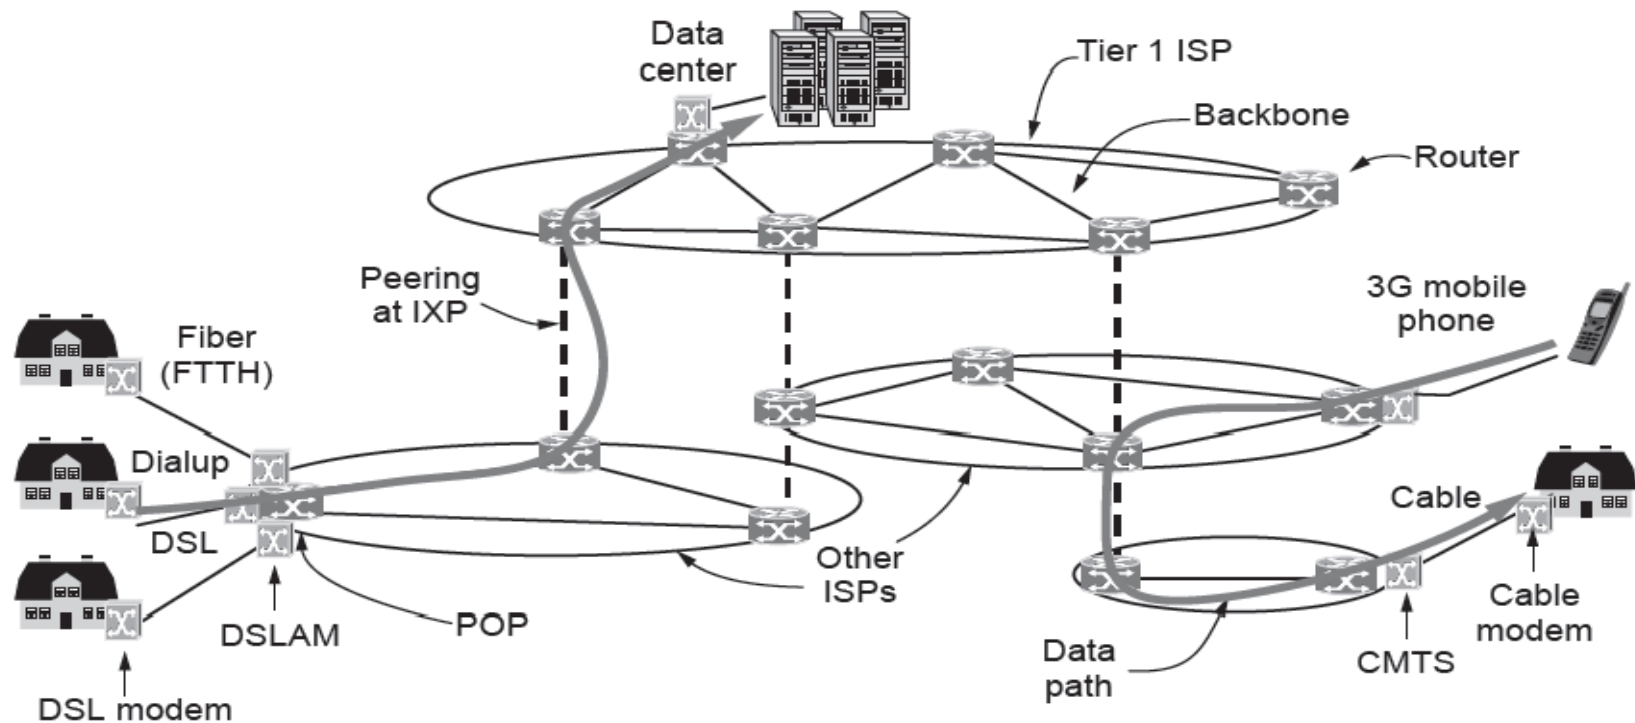 Data
center
Tier 1 ISP
Backbone
Router
Peering
at IXP
3G mobile
phone
Fiber
(FTTH)
Dialup
DSL
Cable
Other
ISPs
POP
DSLAM
DSL modem
Data
path
CMTS
Cable
modem